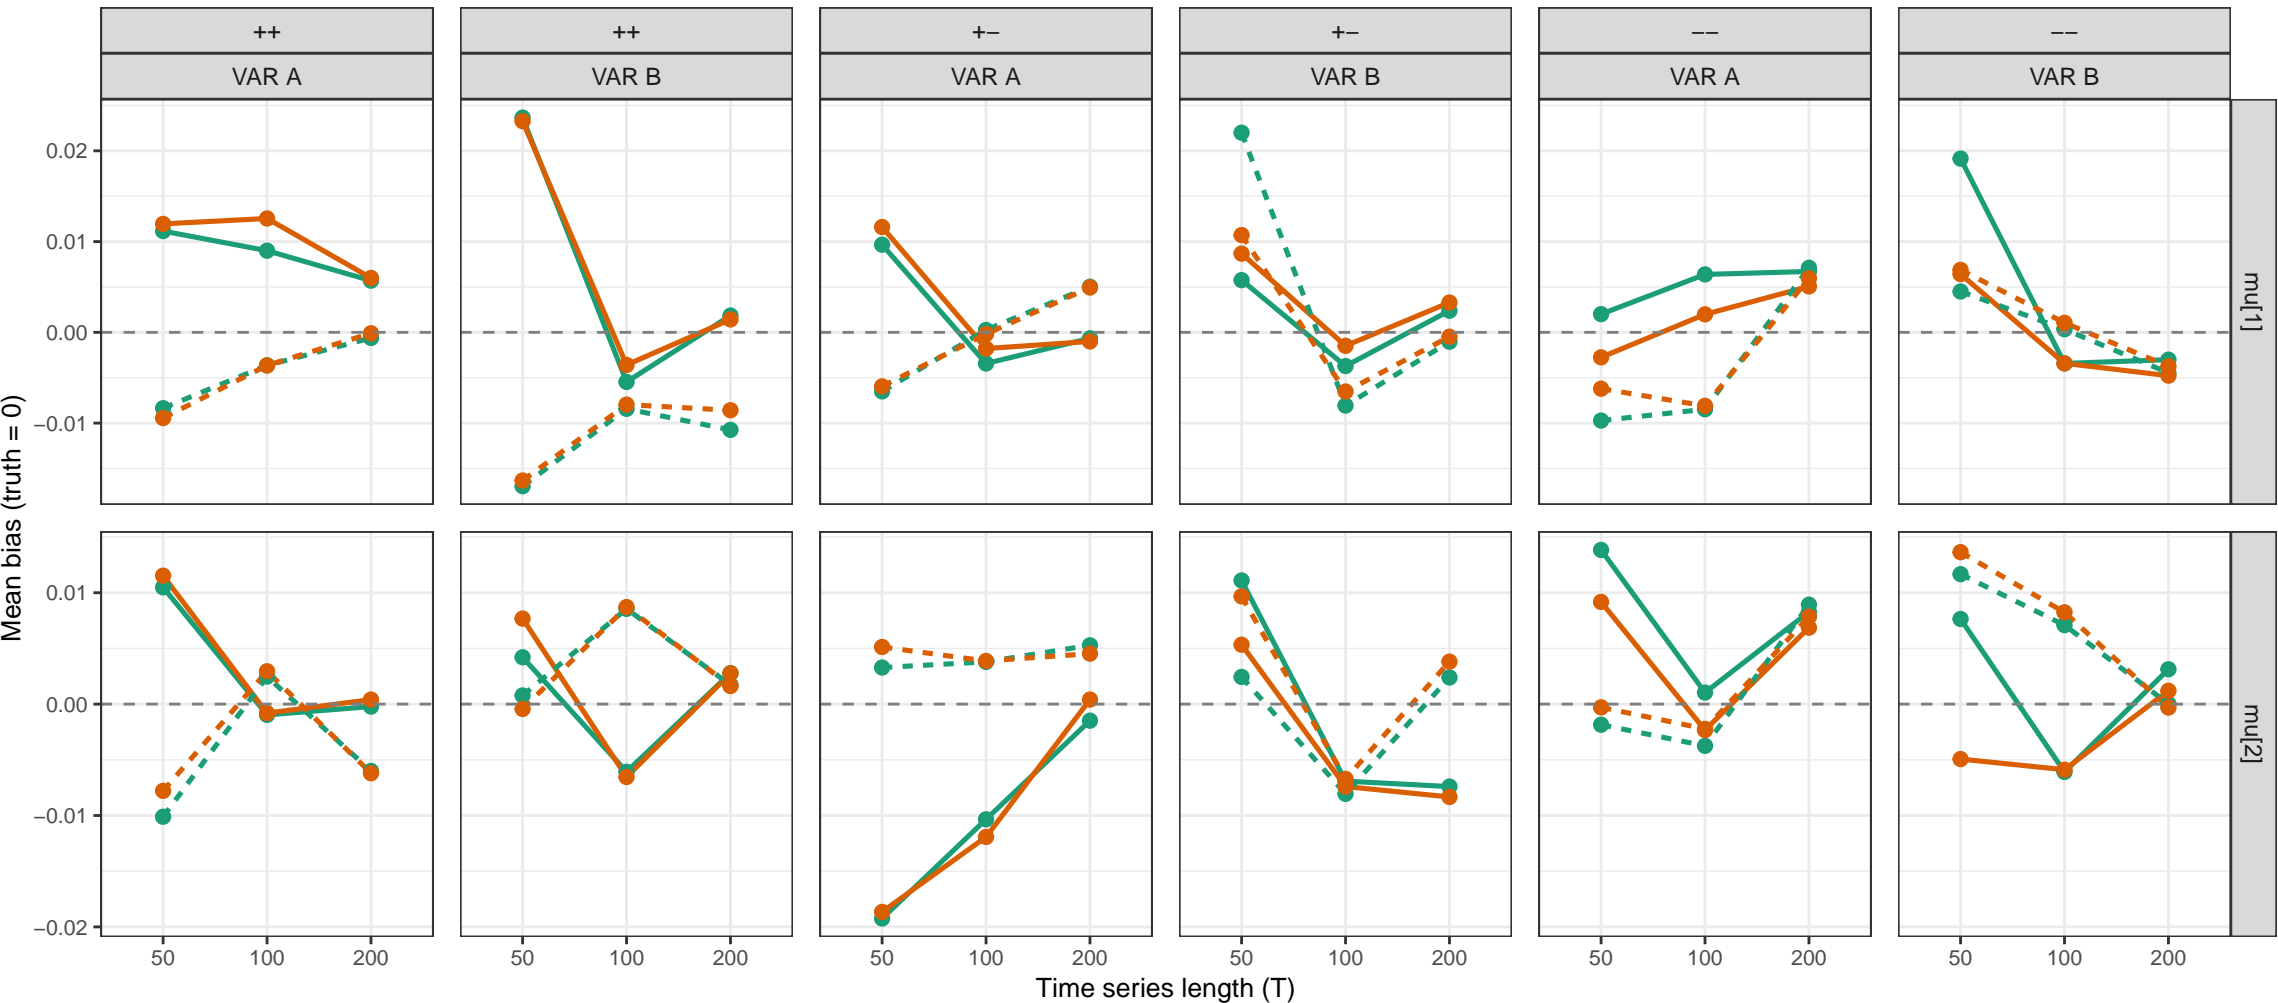 ++ ++ +− +− −− −−
VAR A VAR B VAR A VAR B VAR A VAR B
0.02
0.01
0.00
−0.01
mu[1]
Mean bias (truth = 0)
0.01
0.00
−0.01
−0.02
mu[2]
50 100 200 50 100 200 50 100 200 50 100 200 50 100 200 50 100 200
Time series length (T)